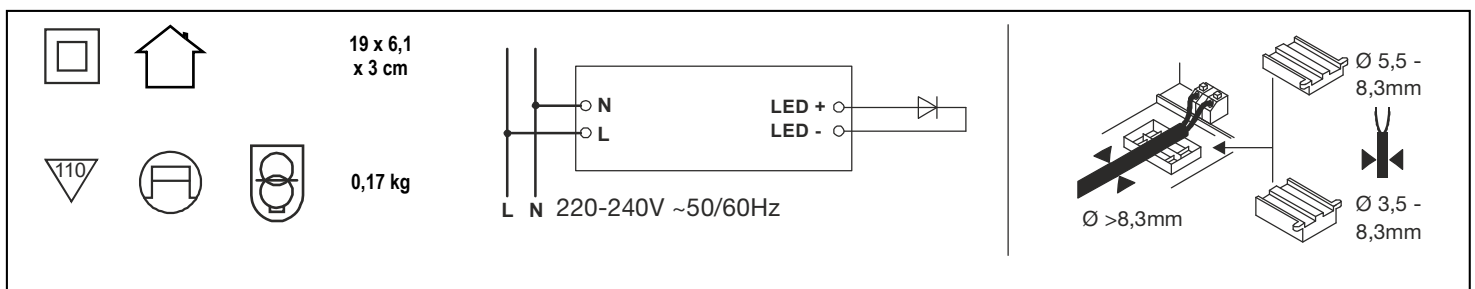 19 x 6,1
x 3 cm
110
0,17 kg
N
L
LED +
LED -
L N 220-240V ~50/60Hz
Ø >8,3mm
Ø 5,5 -
8,3mm
Ø 3,5 -
8,3mm